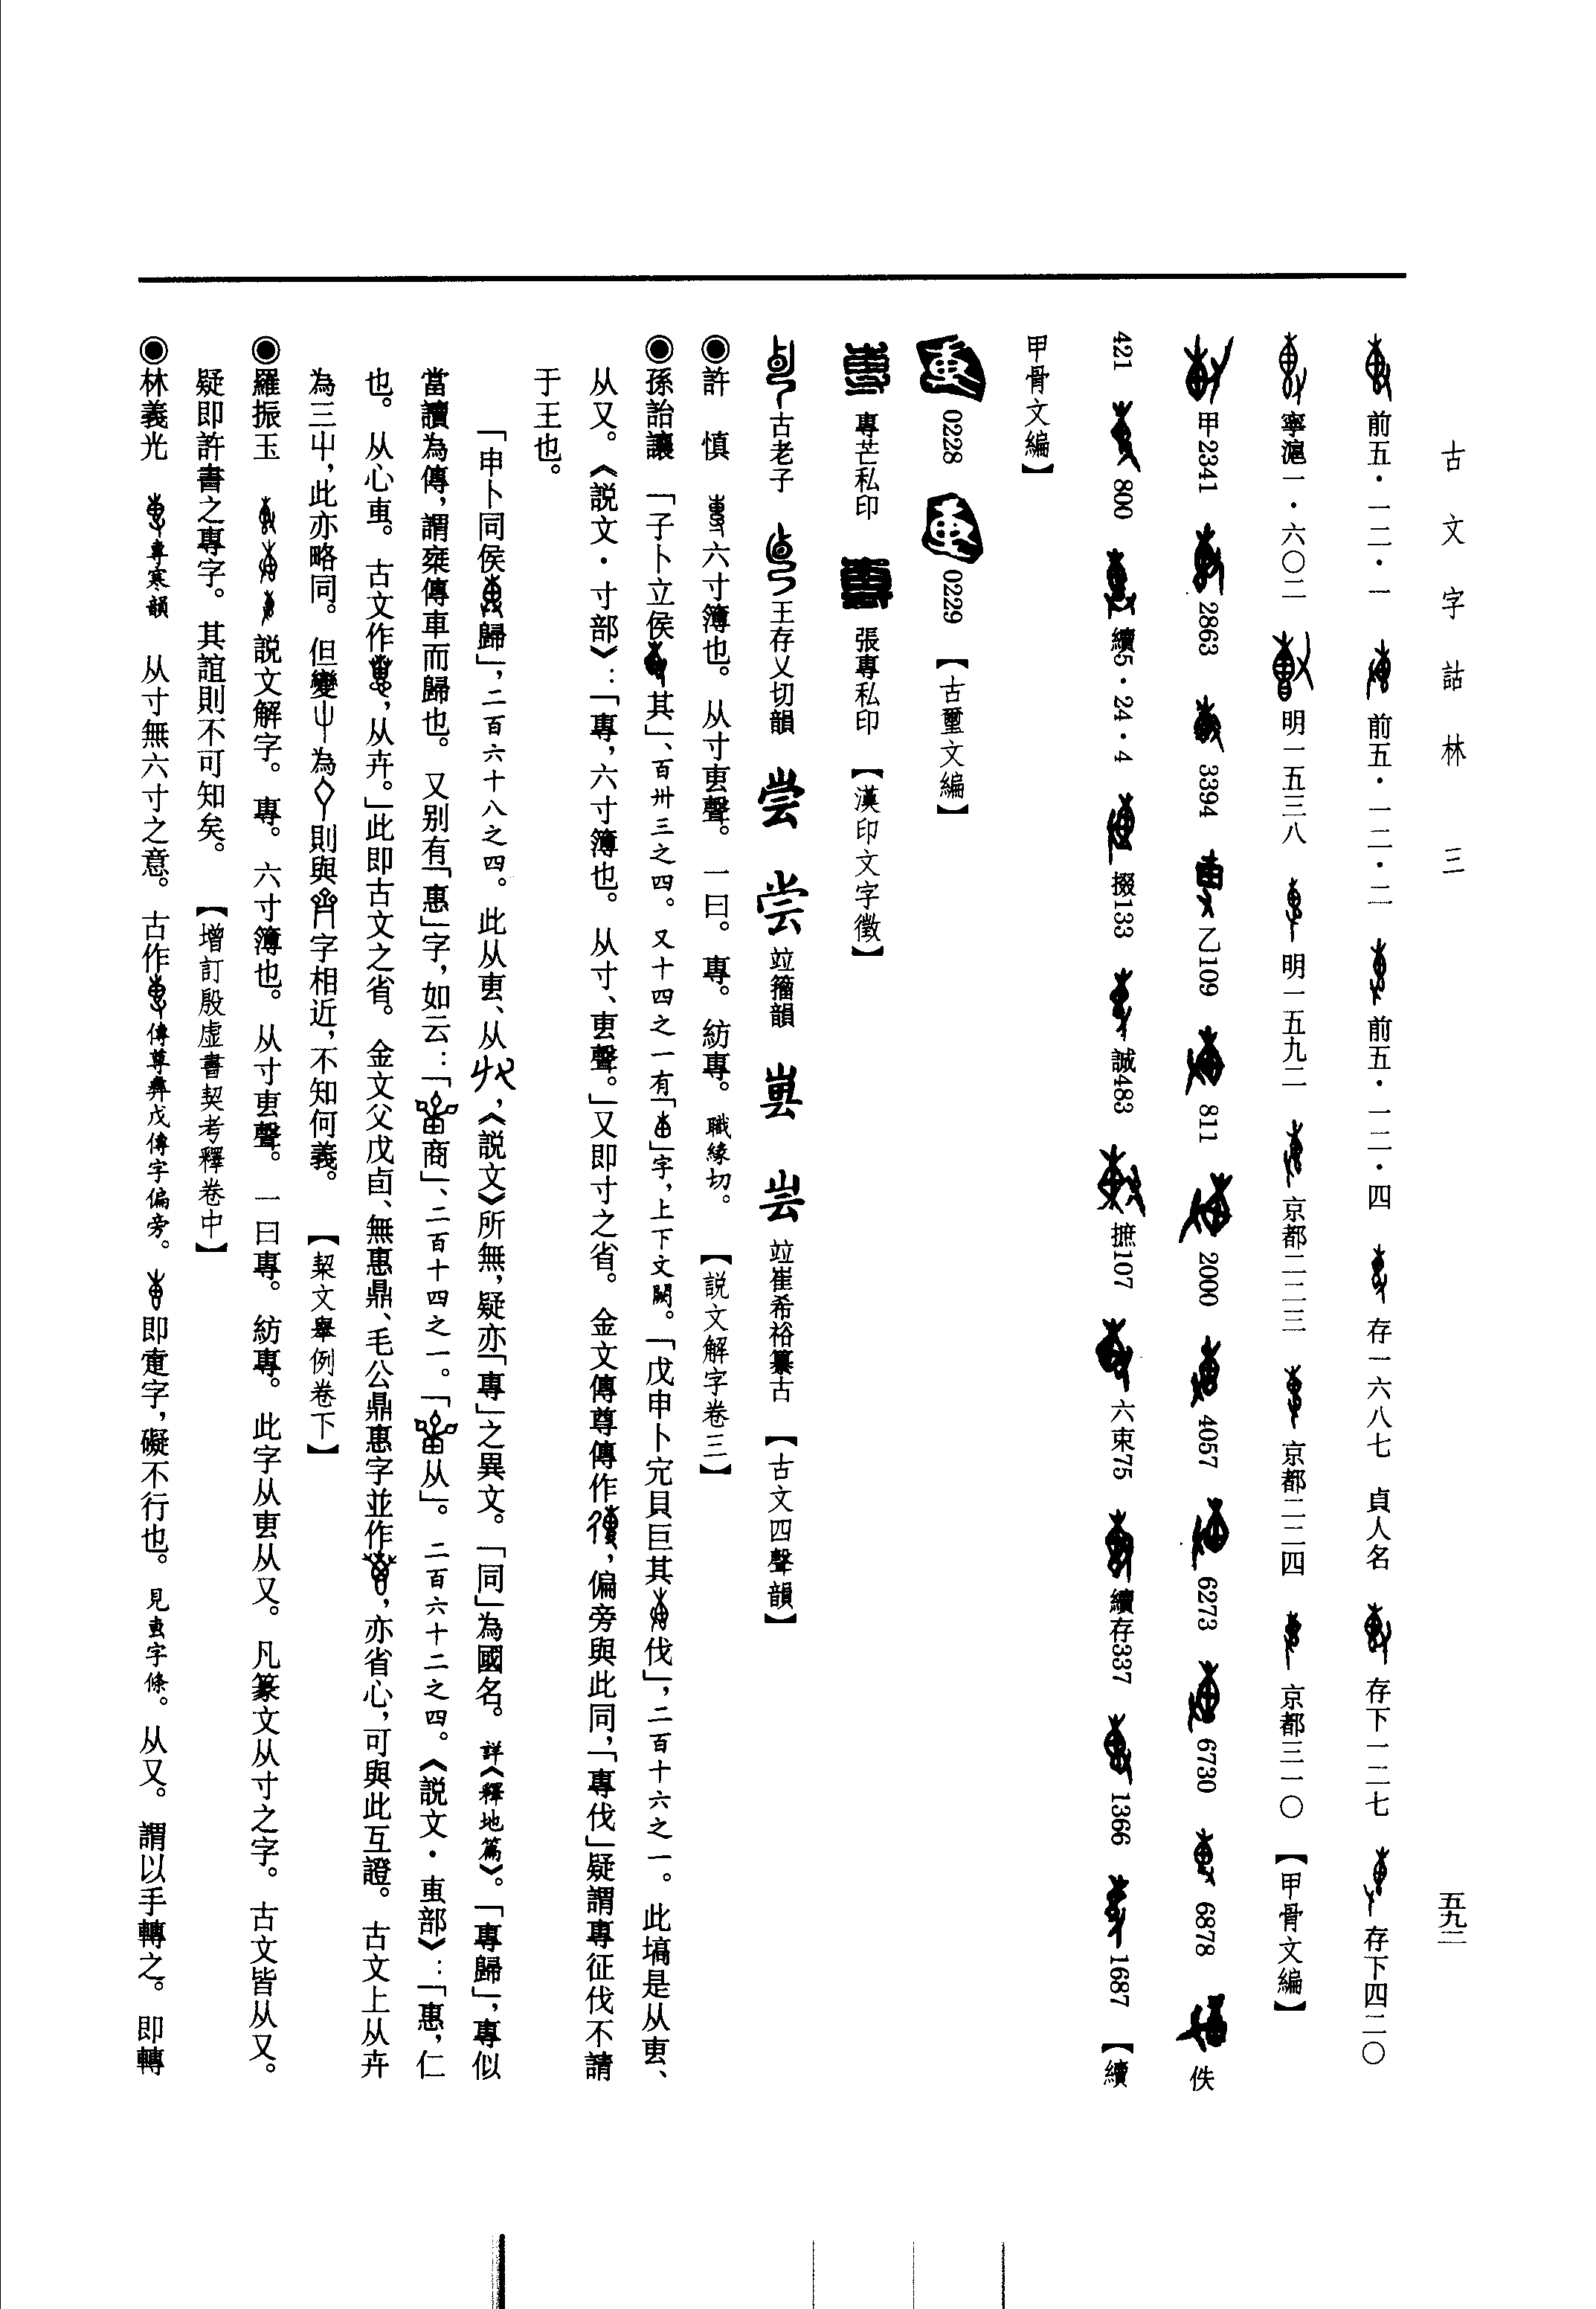 古文字詁林 三
五九二
前五・一二・一 前五・一二・二 前五・一二・四 存一六八七 貞人名 存下一二七 存下四二〇
寧滬一・六〇二 明一五三八 明一五九二 京都二二三 京都二二四 京都三一〇 【甲骨文編】
甲2341 2863 3394 乙109 811 2000 4057 6273 6730 6878 佚
421 800 續5・24・4 掇133 誠483 摭107 六束75 續存337 1366 1687 【續
甲骨文編】
0228 0229 【古璽文編】
專芒私印 張專私印 【漢印文字徵】
古老子 王存乂切韻 竝籀韻 竝崔希裕纂古 【古文四聲韻】
◉許 慎 六寸簿也。从寸叀聲。一曰。專。紡專。職緣切。 【説文解字卷三】
◉孫詒讓 「子卜立侯其」、百卅三之四。又十四之一有「」字,上下文闕。「戊申卜完貝巨其伐」,二百十六之一。此塙是从叀、
从又。《説文・寸部》:「專,六寸簿也。从寸、叀聲。」又即寸之省。金文傳尊傳作,偏旁與此同,「專伐」疑謂專征伐不請
于王也。
「申卜同侯歸」,二百六十八之四。此从叀、从,《説文》所無,疑亦「專」之異文。「同」為國名。詳《釋地篇》。「專歸」,專似
當讀為傳,謂棄傳車而歸也。又别有「惠」字,如云:「商」、二百十四之一。「从」。二百六十二之四。《説文・叀部》:「惠,仁
也。从心叀。古文作,从卉。」此即古文之省。金文父戊卣、無惠鼎、毛公鼎惠字並作,亦省心,可與此互證。古文上从卉
為三屮,此亦略同。但變為則與字相近,不知何義。 【栔文舉例卷下】
◉羅振玉 説文解字。專。六寸簿也。从寸叀聲。一曰專。紡專。此字从叀从又。凡篆文从寸之字。古文皆从又。
疑即許書之專字。其誼則不可知矣。 【增訂殷虛書契考釋卷中】
◉林義光 專寒韻 从寸無六寸之意。古作傳尊彝戊傳字偏旁。即疐字,礙不行也。見叀字條。从又。謂以手轉之。即轉